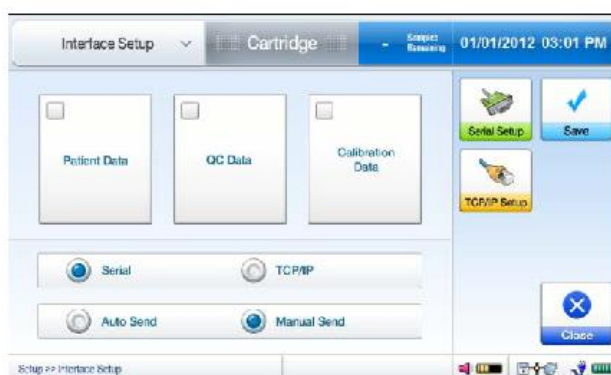 Interface Setup
Cartridge
-
Samples
Remaining
01/01/2012 03:01 PM
Patient Data
QC Data
Calibration
Data
Serial Setup
Save
TCP/IP Setup
Serial
TCP/IP
Auto Send
Manual Send
Close
Setup >> Interface Setup